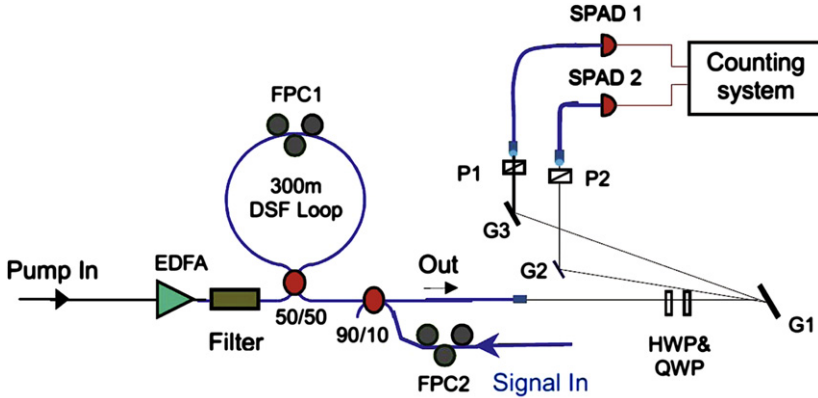 SPAD 1
SPAD 2
Counting
system
FPC1
300m
DSF Loop
P1
P2
G3
G2
EDFA
Pump In
Out
50/50
90/10
Filter
G1
HWP&
QWP
FPC2
Signal In